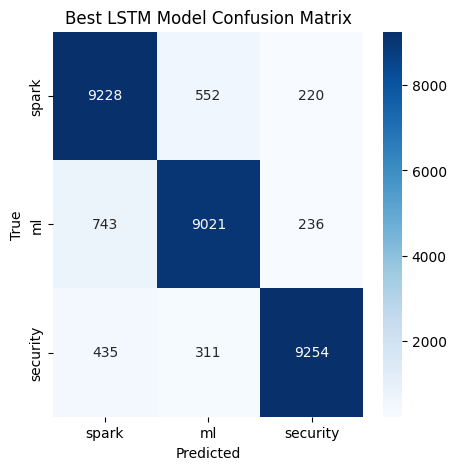 Best LSTM Model Confusion Matrix
spark
9228
552
220
8000
6000
True
ml
743
9021
236
4000
security
435
311
9254
2000
spark
ml
security
Predicted